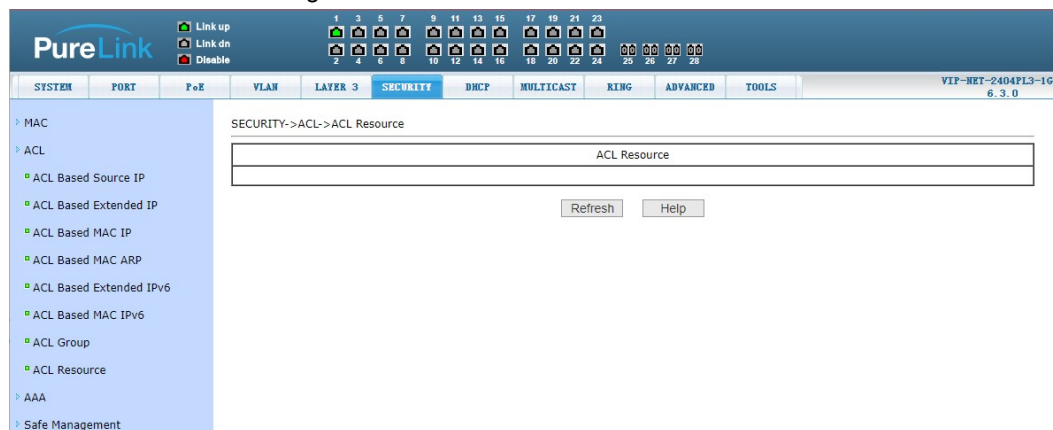 1 3 5 7 9 11 13 15 17 19 21 23
Link up
PureLink
Link dn
Disable
2 4 6 8 10 12 14 16 18 20 22 24 25 26 27 28
SYSTEM PORT PoE VLAN LAYER 3 SECURITY DHCP MULTICAST RING ADVANCED TOOLS
VIP-NET-2404PL3-1G
6.3.0
MAC
SECURITY->ACL->ACL Resource
ACL
ACL Resource
ACL Based Source IP
ACL Based Extended IP
Refresh Help
ACL Based MAC IP
ACL Based MAC ARP
ACL Based Extended IPv6
ACL Based MAC IPv6
ACL Group
ACL Resource
AAA
Safe Management